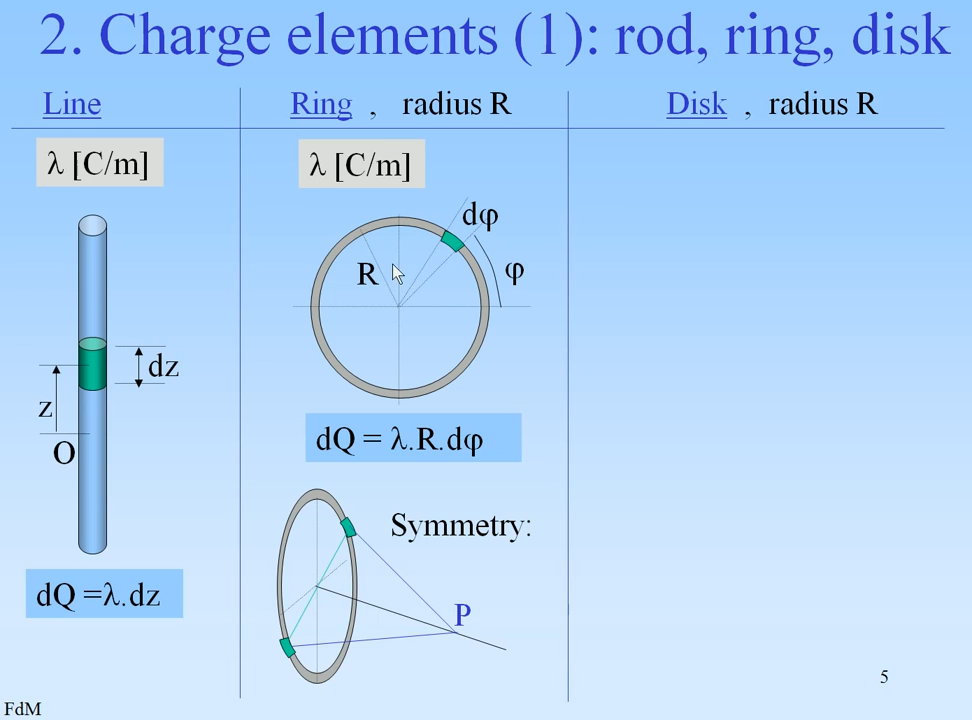 2. Charge elements (1): rod, ring, disk
Line
λ [C/m]
dz
z
O
dQ =λ.dz
Ring , radius R
λ [C/m]
dφ
R
φ
dQ = λ.R.dφ
Symmetry:
P
Disk , radius R
5
FdM